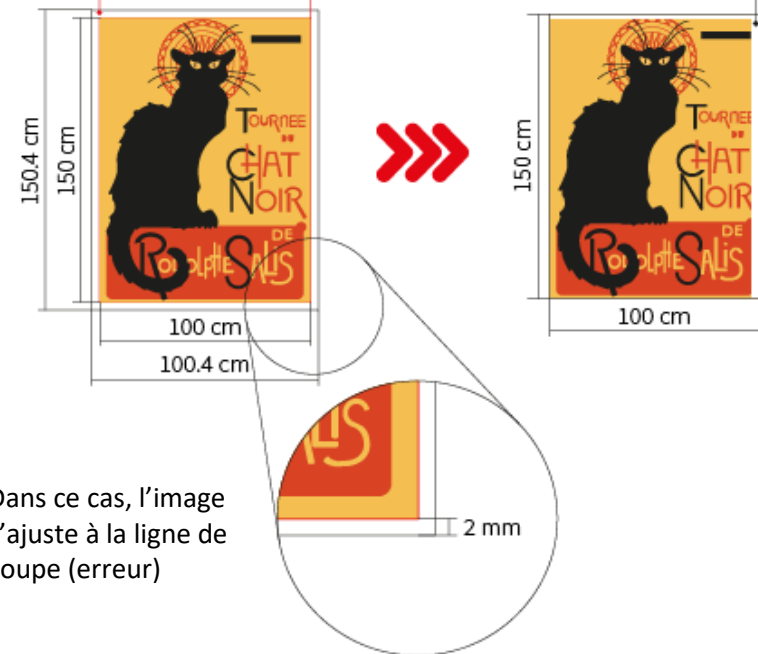 150.4 cm
150 cm
TOURNEE
DU
CHAT
NOIR
DE
RODOLPHE SALIS
100 cm
100.4 cm
150 cm
TOURNEE
DU
CHAT
NOIR
DE
RODOLPHE SALIS
100 cm
LIS
2 mm
Dans ce cas, l’image
s’ajuste à la ligne de
coupe (erreur)